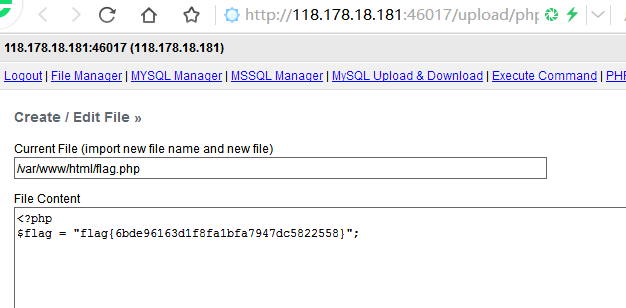 http://118.178.18.181:46017/upload/php
118.178.18.181:46017 (118.178.18.181)
Logout | File Manager | MYSQL Manager | MSSQL Manager | MySQL Upload & Download | Execute Command | PHP
Create / Edit File »
Current File (import new file name and new file)
/var/www/html/flag.php
File Content
<?php
$flag = "flag{6bde96163d1f8fa1bfa7947dc5822558}";